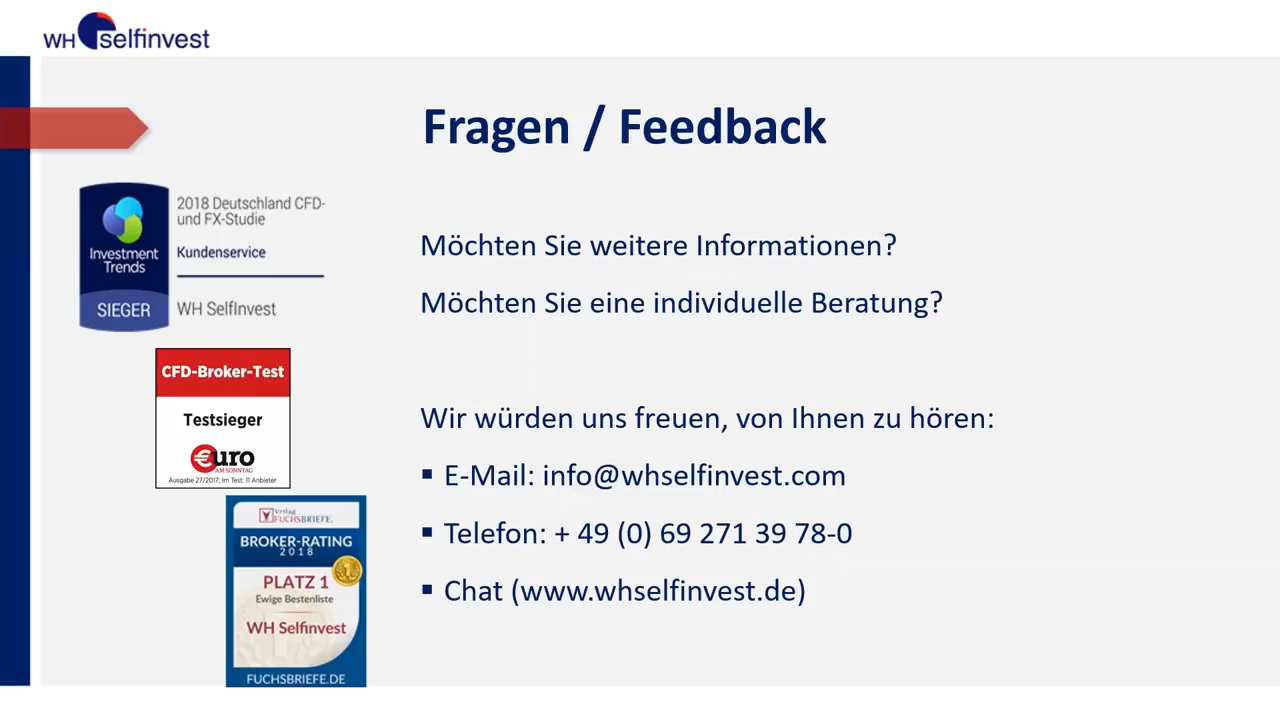 WH selfinvest
Fragen / Feedback
2018 Deutschland CFD-
und FX-Studie
Kundenservice
WH SelfInvest
Investment
Trends
SIEGER
CFD-Broker-Test
Testsieger
€uro
AM SONNTAG
Ausgabe 27/2017; Im Test: 11 Anbieter
Verlag
FUCHSBRIEFE.
BROKER-RATING
2018
1
PLATZ 1
Ewige Bestenliste
WH Selfinvest
FUCHSBRIEFE.DE
Möchten Sie weitere Informationen?
Möchten Sie eine individuelle Beratung?
Wir würden uns freuen, von Ihnen zu hören:
▪ E-Mail: info@whselfinvest.com
▪ Telefon: + 49 (0) 69 271 39 78-0
▪ Chat (www.whselfinvest.de)